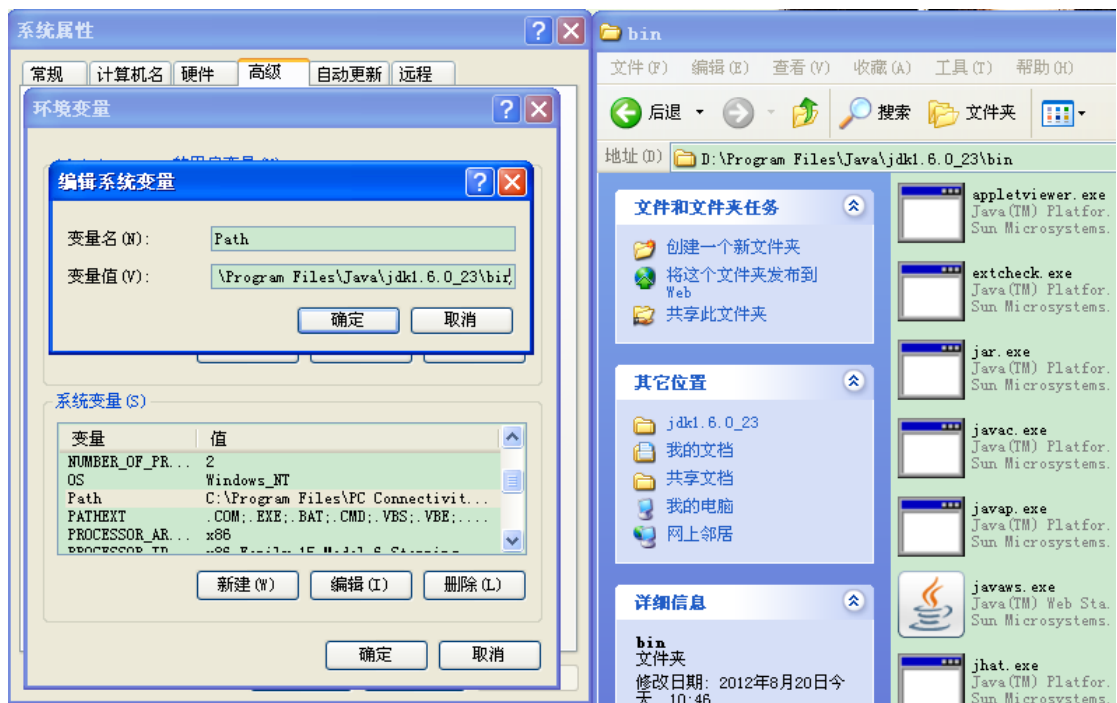 系统属性
常规 计算机名 硬件 高级 自动更新 远程
环境变量
编辑系统变量
变量名(N): Path
变量值(V): \Program Files\Java\jdk1.6.0_23\bin;
确定 取消
系统变量(S)
变量 值
NUMBER_OF_PR... 2
OS Windows_NT
Path C:\Program Files\PC Connectivit...
PATHEXT .COM;.EXE;.BAT;.CMD;.VBS;.VBE;....
PROCESSOR_AR... x86
新建(W) 编辑(I) 删除(L)
确定 取消
bin
文件(F) 编辑(E) 查看(V) 收藏(A) 工具(T) 帮助(H)
后退 搜索 文件夹
地址(D) D:\Program Files\Java\jdk1.6.0_23\bin
文件和文件夹任务
创建一个新文件夹
将这个文件夹发布到
Web
共享此文件夹
其它位置
jdk1.6.0_23
我的文档
共享文档
我的电脑
网上邻居
详细信息
bin
文件夹
修改日期: 2012年8月20日今
天, 10:46
appletviewer.exe
Java(TM) Platfor.
Sun Microsystems.
extcheck.exe
Java(TM) Platfor.
Sun Microsystems.
jar.exe
Java(TM) Platfor.
Sun Microsystems.
javac.exe
Java(TM) Platfor.
Sun Microsystems.
javap.exe
Java(TM) Platfor.
Sun Microsystems.
javaws.exe
Java(TM) Web Sta.
Sun Microsystems.
jhat.exe
Java(TM) Platfor.
Sun Microsystems.